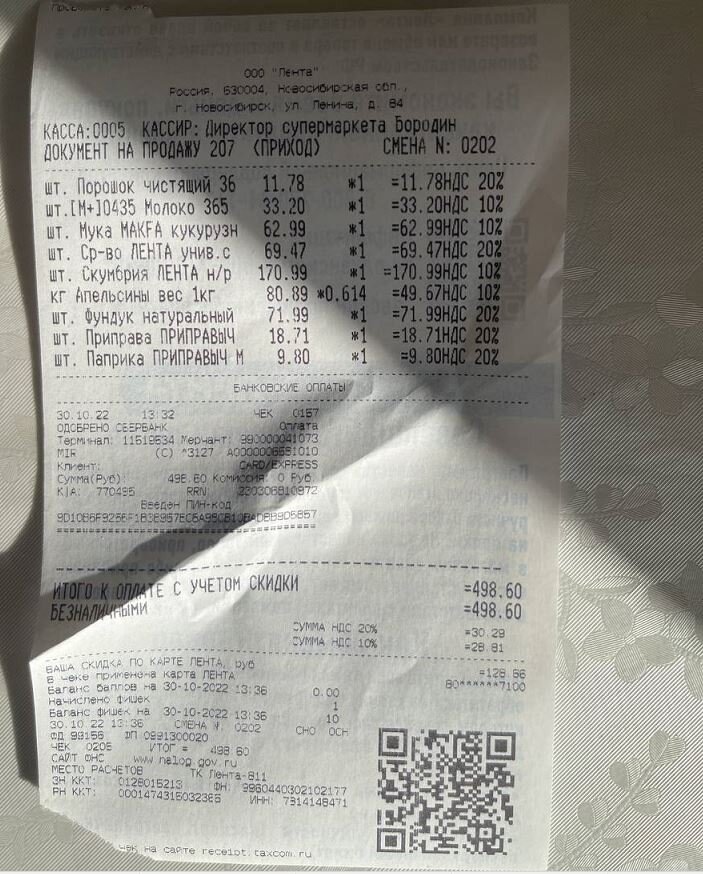 ООО "Лента"
Россия, 630004, Новосибирская обл.,
г. Новосибирск, ул. Ленина, д. 84
КАССА:0005 КАССИР: Директор супермаркета Бородин
ДОКУМЕНТ НА ПРОДАЖУ 207 (ПРИХОД) СМЕНА N: 0202
шт. Порошок чистящий 36 11.78 *1 =11.78НДС 20%
шт.[М+]0435 Молоко 365 33.20 *1 =33.20НДС 10%
шт. Мука MAKFA кукурузн 62.99 *1 =62.99НДС 10%
шт. Ср-во ЛЕНТА унив.с 69.47 *1 =69.47НДС 20%
шт. Скумбрия ЛЕНТА н/р 170.99 *1 =170.99НДС 10%
кг Апельсины вес 1кг 80.89 *0.614 =49.67НДС 10%
шт. Фундук натуральный 71.99 *1 =71.99НДС 20%
шт. Приправа ПРИПРАВЫЧ 18.71 *1 =18.71НДС 20%
шт. Паприка ПРИПРАВЫЧ М 9.80 *1 =9.80НДС 20%
БАНКОВСКИЕ ОПЛАТЫ
30.10.22 13:32 ЧЕК 0157
ОДОБРЕНО СБЕРБАНК Оплата
Терминал: 11519534 Мерчант: 990000041073
MIR (C) *3127 A0000006581010
Клиент: CARD/EXPRESS
Сумма(Руб): 498.60 Комиссия: 0 Руб.
К|А: 770495 RRN: 230306810972
Введен ПИН-код
================================
ИТОГО К ОПЛАТЕ С УЧЕТОМ СКИДКИ =498.60
БЕЗНАЛИЧНЫМИ =498.60
СУММА НДС 20% =30.29
СУММА НДС 10% =28.81
ВАША СКИДКА ПО КАРТЕ ЛЕНТА, руб =128.66
В чеке применена карта ЛЕНТА 80******7100
Баланс баллов на 30-10-2022 13:36 0.00
начислено фишек 1
Баланс фишек на 30-10-2022 13:36 10
30.10.22 13:36 СМЕНА №. 0202 СНО ОСН
ФД 99156 ФП 0991300020
ЧЕК 0205 ИТОГ = 498.60
САЙТ ФНС www.nalog.gov.ru
МЕСТО РАСЧЕТОВ ТК Лента-811
ЗН ККТ: 0128015213 ФН: 9960440302102177
РН ККТ: 0001474315032385 ИНН: 7814148471
чек на сайте receipt.taxcom.ru